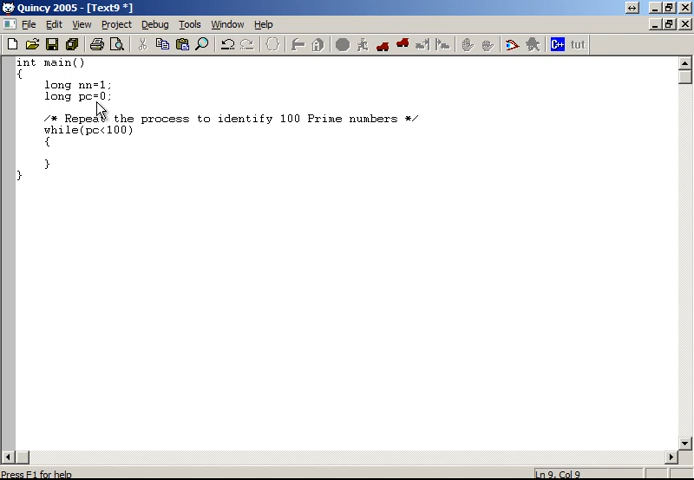 Quincy 2005 - [Text9 *]
File Edit View Project Debug Tools Window Help
C++ tut
int main()
{
long nn=1;
long pc=0;
/* Repeat the process to identify 100 Prime numbers */
while(pc<100)
{
}
}
Press F1 for help
Ln 9, Col 9